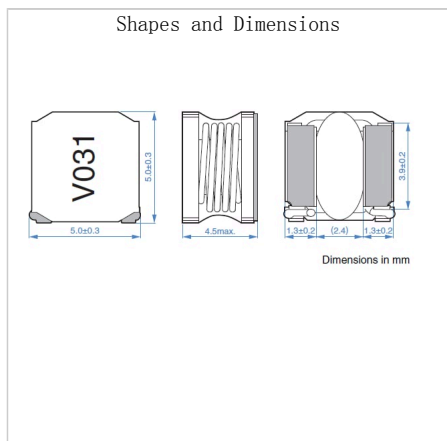 Shapes and Dimensions
V031
5.0±0.3
5.0±0.3
4.5max.
3.9±0.2
1.3±0.2
(2.4)
1.3±0.2
Dimensions in mm